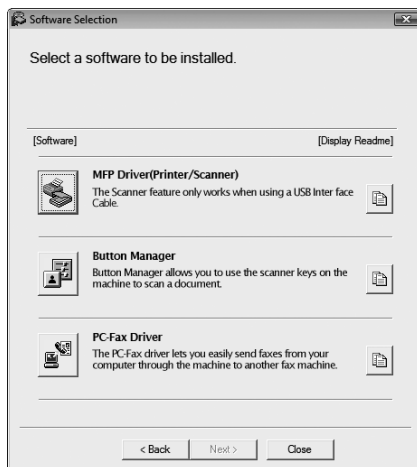 Software Selection
Select a software to be installed.
[Software] [Display Readme]
MFP Driver(Printer/Scanner)
The Scanner feature only works when using a USB Inter face
Cable.
Button Manager
Button Manager allows you to use the scanner keys on the
machine to scan a document.
PC-Fax Driver
The PC-Fax driver lets you easily send faxes from your
computer through the machine to another fax machine.
< Back Next > Close